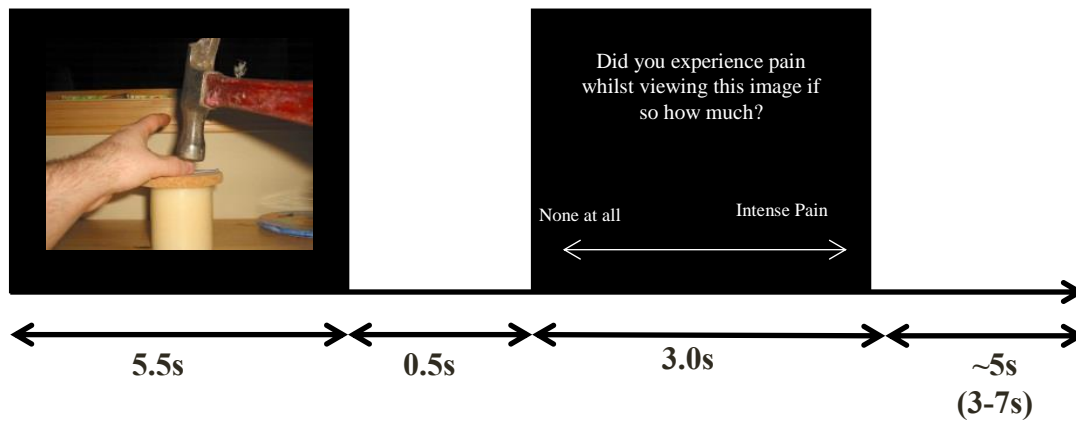 Did you experience pain
whilst viewing this image if
so how much?
None at all
Intense Pain
5.5s
0.5s
3.0s
~5s
(3-7s)